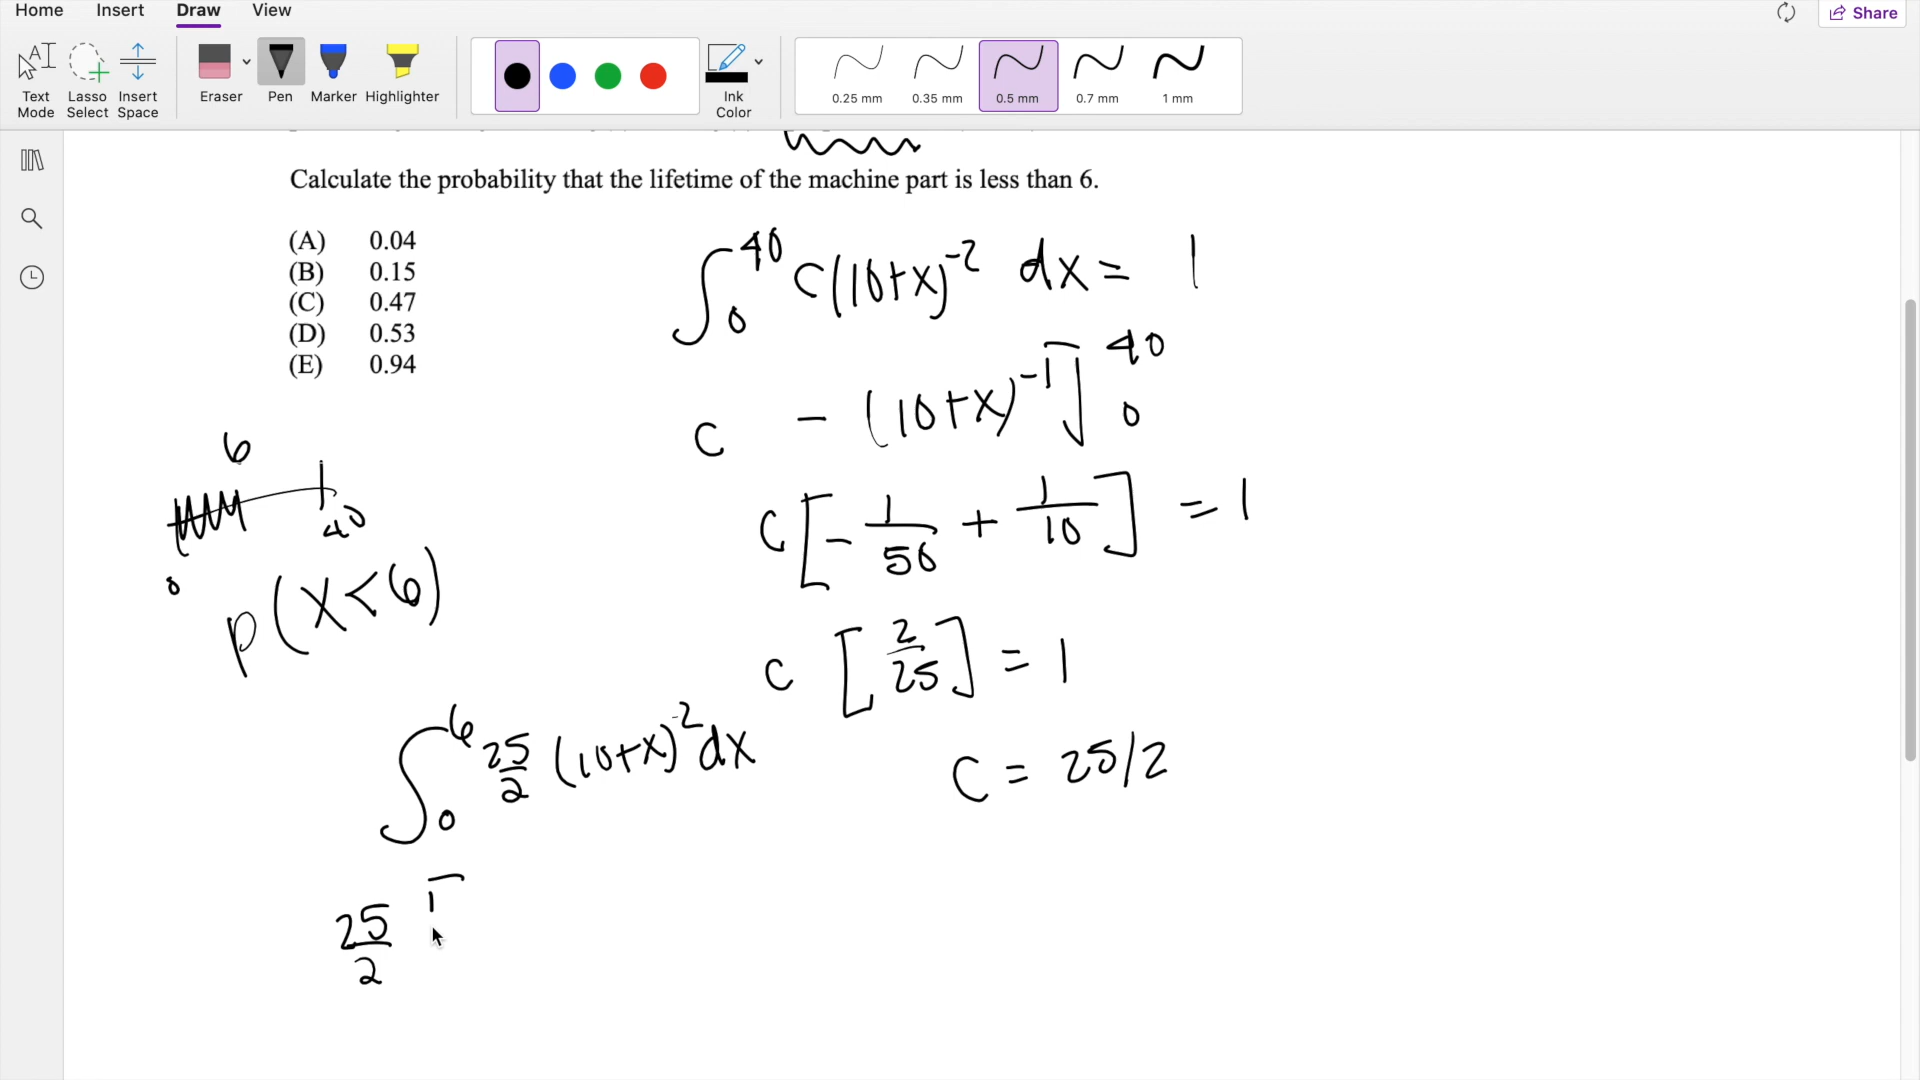 Home Insert Draw View
Share
Text Mode
Lasso Select
Insert Space
Eraser
Pen
Marker
Highlighter
Ink Color
0.25 mm
0.35 mm
0.5 mm
0.7 mm
1 mm
Calculate the probability that the lifetime of the machine part is less than 6.
(A) 0.04
(B) 0.15
(C) 0.47
(D) 0.53
(E) 0.94
∫₀⁴⁰ C(10+x)⁻² dx = 1
C - (10+x)⁻¹]₀⁴⁰
C[-1/50 + 1/10] = 1
C [2/25] = 1
C = 25/2
6
40
0
P(X<6)
∫₀⁶ 25/2 (10+x)⁻² dx
25/2 [